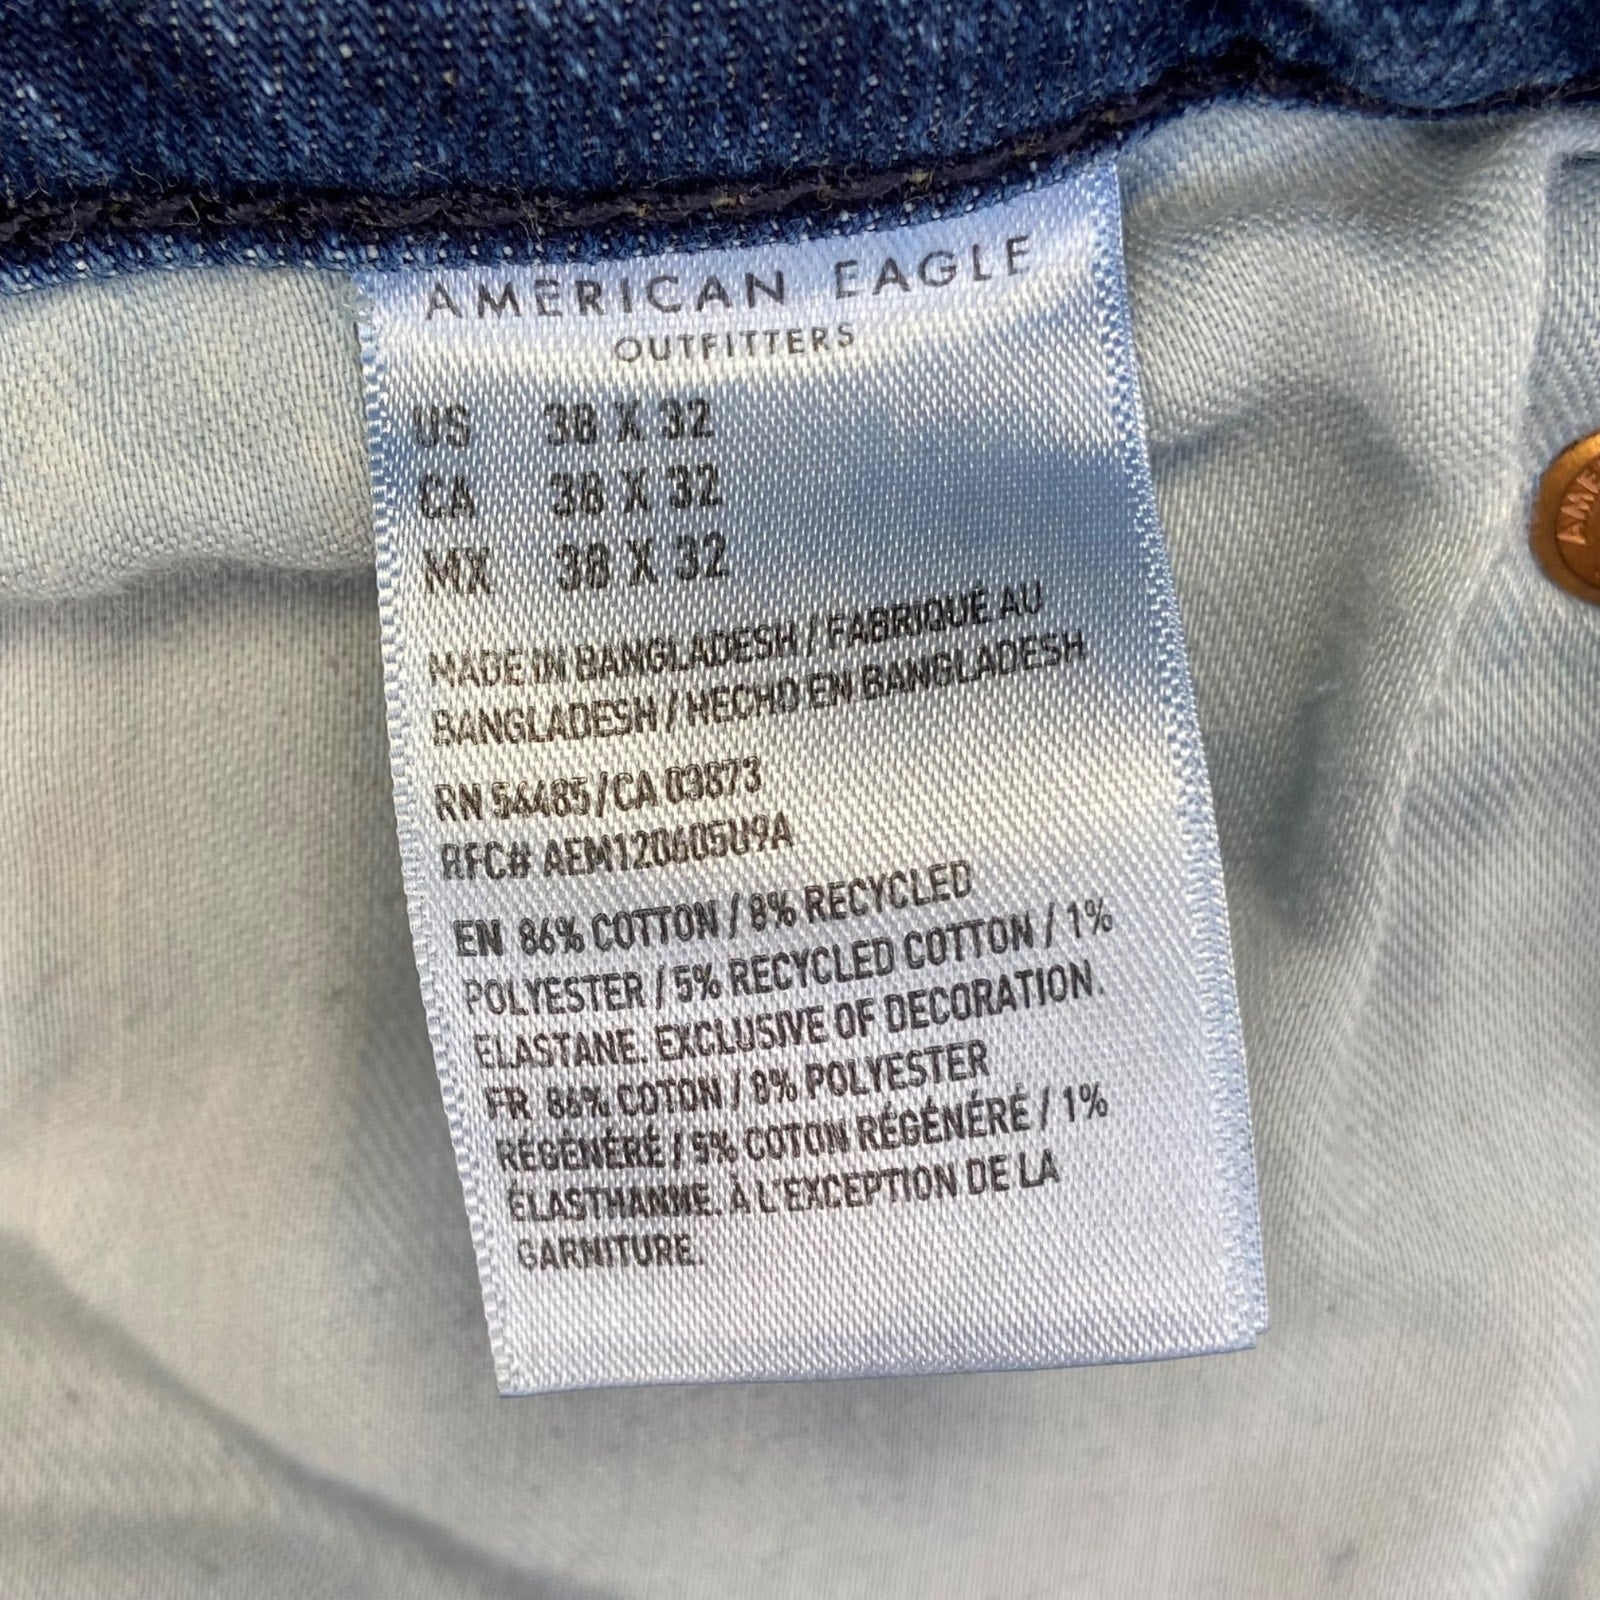 AMERICAN EAGLE
OUTFITTERS
US 38 X 32
CA 38 X 32
MX 38 X 32
MADE IN BANGLADESH / FABRIQUÉ AU
BANGLADESH / HECHO EN BANGLADESH
RN 54485 / CA 03873
RFC# AEM120605U9A
EN 86% COTTON / 8% RECYCLED
POLYESTER / 5% RECYCLED COTTON / 1%
ELASTANE. EXCLUSIVE OF DECORATION.
FR 86% COTON / 8% POLYESTER
RÉGÉNÉRÉ / 5% COTON RÉGÉNÉRÉ / 1%
ÉLASTHANNE. À L'EXCEPTION DE LA
GARNITURE.
AME